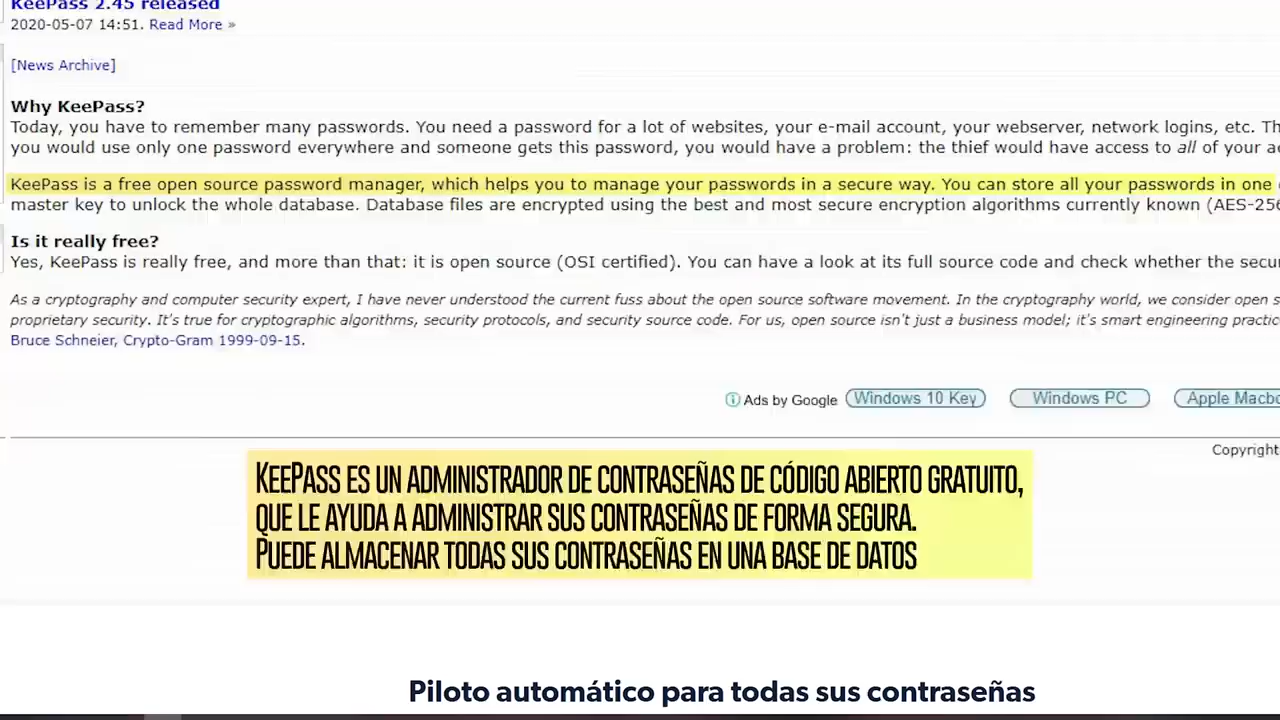 KeePass 2.45 released
2020-05-07 14:51. Read More »
[News Archive]
Why KeePass?
Today, you have to remember many passwords. You need a password for a lot of websites, your e-mail account, your webserver, network logins, etc. Th
you would use only one password everywhere and someone gets this password, you would have a problem: the thief would have access to all of your a
KeePass is a free open source password manager, which helps you to manage your passwords in a secure way. You can store all your passwords in one
master key to unlock the whole database. Database files are encrypted using the best and most secure encryption algorithms currently known (AES-256
Is it really free?
Yes, KeePass is really free, and more than that: it is open source (OSI certified). You can have a look at its full source code and check whether the secu
As a cryptography and computer security expert, I have never understood the current fuss about the open source software movement. In the cryptography world, we consider open s
proprietary security. It's true for cryptographic algorithms, security protocols, and security source code. For us, open source isn't just a business model; it's smart engineering practic
Bruce Schneier, Crypto-Gram 1999-09-15.
Ads by Google Windows 10 Key Windows PC Apple Macbo
Copyright
KEEPASS ES UN ADMINISTRADOR DE CONTRASEÑAS DE CÓDIGO ABIERTO GRATUITO,
QUE LE AYUDA A ADMINISTRAR SUS CONTRASEÑAS DE FORMA SEGURA.
PUEDE ALMACENAR TODAS SUS CONTRASEÑAS EN UNA BASE DE DATOS
Piloto automático para todas sus contraseñas